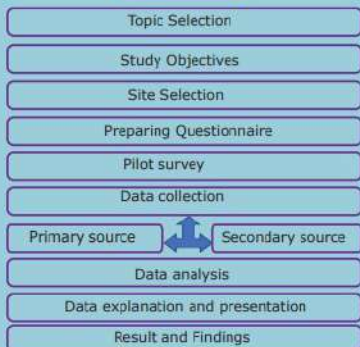 Topic Selection
Study Objectives
Site Selection
Preparing Questionnaire
Pilot survey
Data collection
Primary source
Secondary source
Data analysis
Data explanation and presentation
Result and Findings